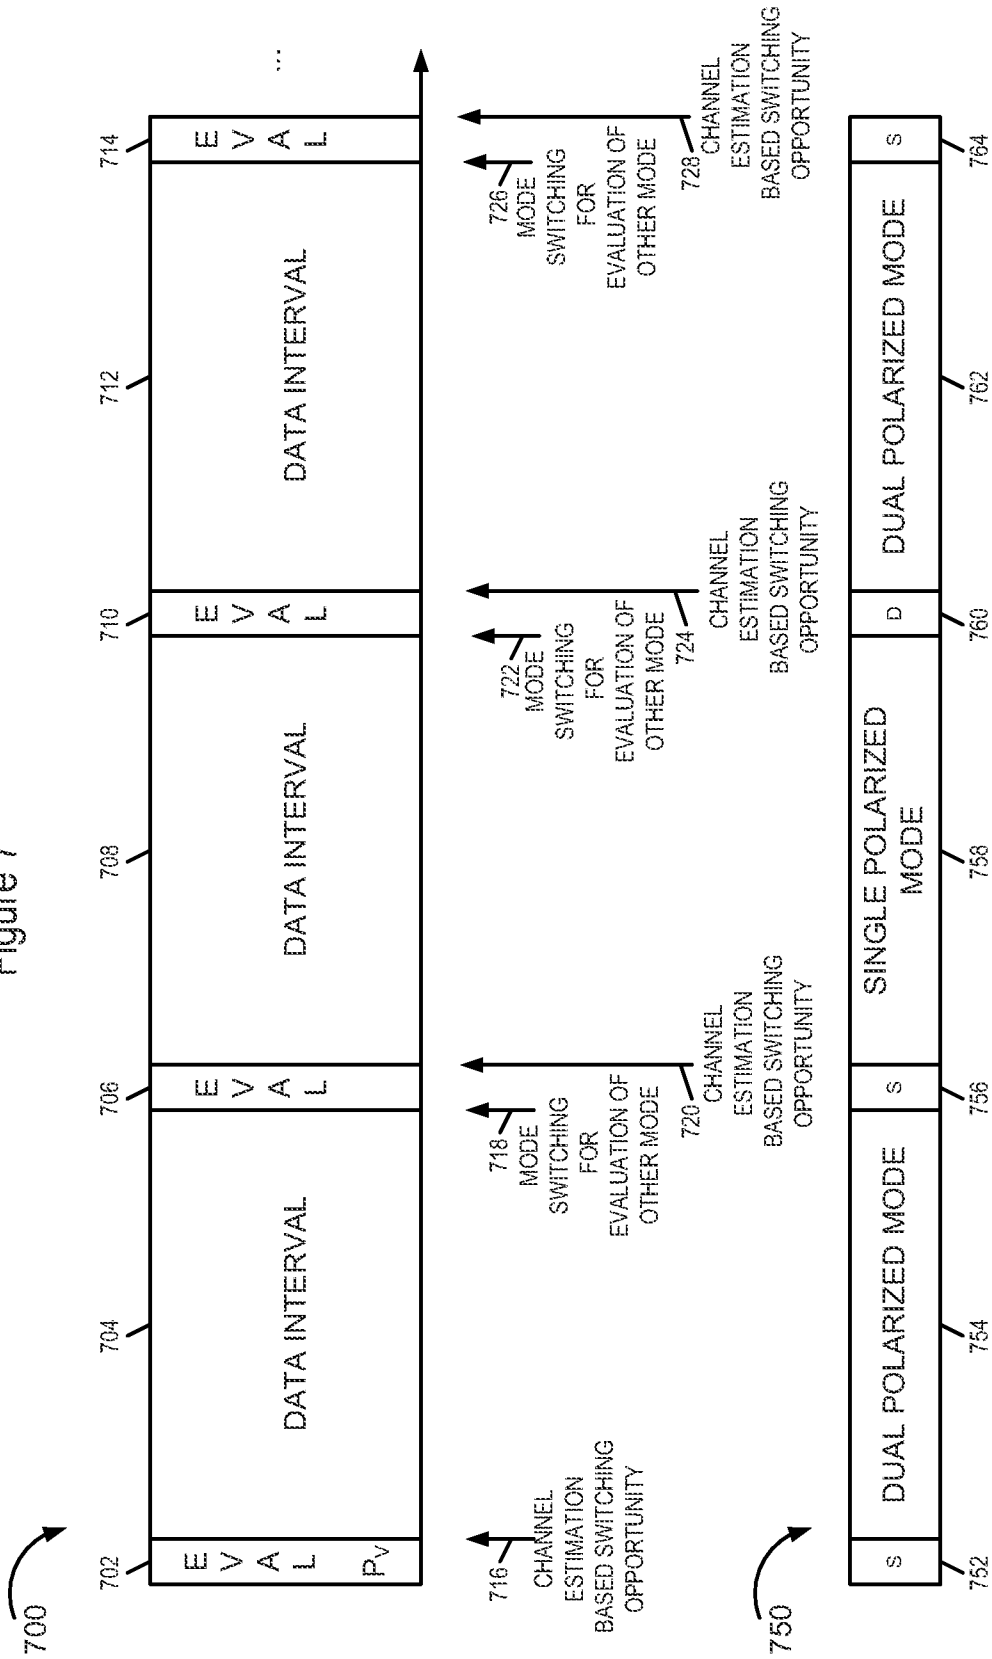 Figure 7
700
702
704
706
708
710
712
714
E
V
A
L
P_V
DATA INTERVAL
E
V
A
L
DATA INTERVAL
E
V
A
L
DATA INTERVAL
E
V
A
L
...
716
CHANNEL
ESTIMATION
BASED SWITCHING
OPPORTUNITY
718
MODE
SWITCHING
FOR
EVALUATION OF
OTHER MODE
720
CHANNEL
ESTIMATION
BASED SWITCHING
OPPORTUNITY
722
MODE
SWITCHING
FOR
EVALUATION OF
OTHER MODE
724
CHANNEL
ESTIMATION
BASED SWITCHING
OPPORTUNITY
726
MODE
SWITCHING
FOR
EVALUATION OF
OTHER MODE
728
CHANNEL
ESTIMATION
BASED SWITCHING
OPPORTUNITY
750
S
DUAL POLARIZED MODE
S
SINGLE POLARIZED
MODE
D
DUAL POLARIZED MODE
S
752
754
756
758
760
762
764